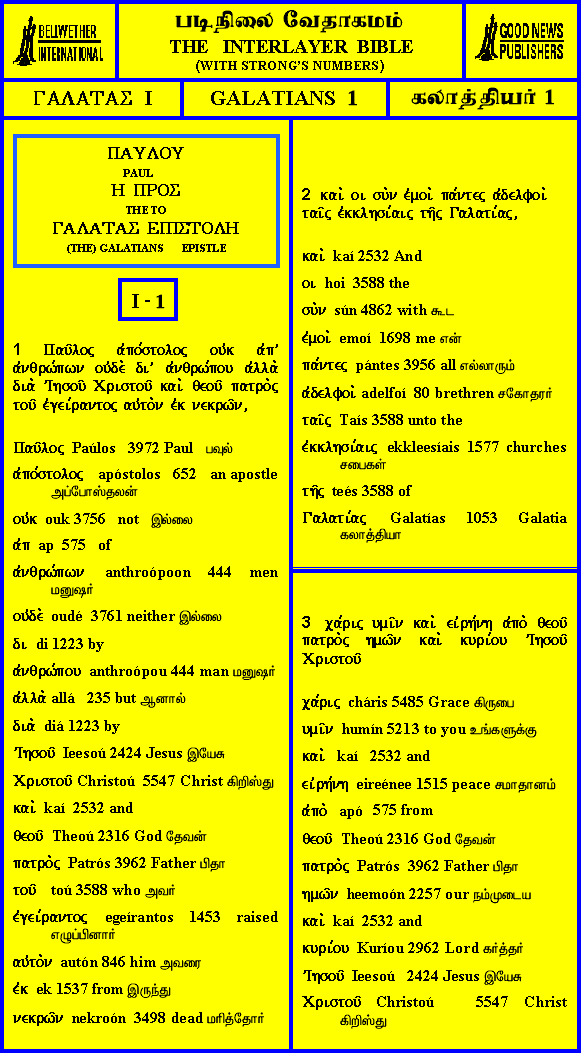 BELLWETHER
INTERNATIONAL
படிநிலை வேதாகமம்
THE INTERLAYER BIBLE
(WITH STRONG'S NUMBERS)
GOOD NEWS
PUBLISHERS
ΓΑΛΑΤΑΣ Ι
GALATIANS 1
கலாத்தியர் 1
ΠΑΥΛΟΥ
PAUL
Η ΠΡΟΣ
THE TO
ΓΑΛΑΤΑΣ ΕΠΙΣΤΟΛΗ
(THE) GALATIANS EPISTLE
I - 1
1 Παῦλος ἀπόστολος οὐκ ἀπ'
ἀνθρώπων οὐδὲ δι' ἀνθρώπου ἀλλὰ
διὰ Ἰησοῦ Χριστοῦ καὶ θεοῦ πατρὸς
τοῦ ἐγείραντος αὐτὸν ἐκ νεκρῶν,
Παῦλος Paúlos 3972 Paul பவுல்
ἀπόστολος apóstolos 652 an apostle
அப்போஸ்தலன்
οὐκ ouk 3756 not இல்லை
ἀπ ap 575 of
ἀνθρώπων anthroópoon 444 men
மனுஷர்
οὐδὲ oudé 3761 neither இல்லை
δι di 1223 by
ἀνθρώπου anthroópou 444 man மனுஷர்
ἀλλὰ allá 235 but ஆனால்
διὰ diá 1223 by
Ἰησοῦ Ieesoú 2424 Jesus இயேசு
Χριστοῦ Christoú 5547 Christ கிறிஸ்து
καὶ kaí 2532 and
θεοῦ Theoú 2316 God தேவன்
πατρὸς Patrós 3962 Father பிதா
τοῦ toú 3588 who அவர்
ἐγείραντος egeírantos 1453 raised
எழுப்பினார்
αὐτὸν autón 846 him அவரை
ἐκ ek 1537 from இருந்து
νεκρῶν nekroón 3498 dead மரித்தோர்
2 καὶ οι σὺν ἐμοὶ πάντες ἀδελφοὶ
ταῖς ἐκκλησίαις τῆς Γαλατίας,
καὶ kaí 2532 And
οι hoi 3588 the
σὺν sún 4862 with கூட
ἐμοὶ emoí 1698 me என்
πάντες pántes 3956 all எல்லாரும்
ἀδελφοὶ adelfoí 80 brethren சகோதரர்
ταῖς Taís 3588 unto the
ἐκκλησίαις ekkleesíais 1577 churches
சபைகள்
τῆς teés 3588 of
Γαλατίας Galatías 1053 Galatia
கலாத்தியா
3 χάρις υμῖν καὶ εἰρήνη ἀπὸ θεοῦ
πατρὸς ημῶν καὶ κυρίου Ἰησοῦ
Χριστοῦ
χάρις cháris 5485 Grace கிருபை
υμῖν humín 5213 to you உங்களுக்கு
καὶ kaí 2532 and
εἰρήνη eireénee 1515 peace சமாதானம்
ἀπὸ apó 575 from
θεοῦ Theoú 2316 God தேவன்
πατρὸς Patrós 3962 Father பிதா
ημῶν heemoón 2257 our நம்முடைய
καὶ kaí 2532 and
κυρίου Kuríou 2962 Lord கர்த்தர்
Ἰησοῦ Ieesoú 2424 Jesus இயேசு
Χριστοῦ Christoú 5547 Christ
கிறிஸ்து